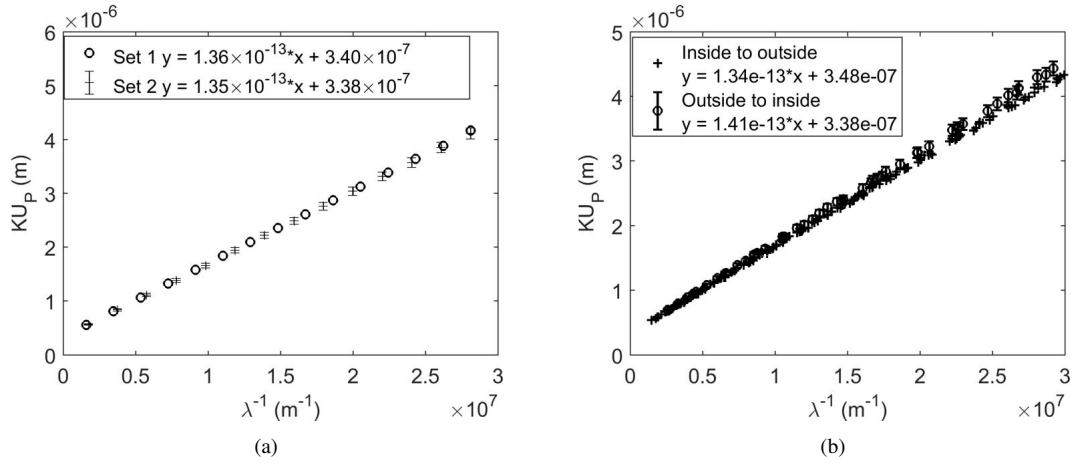 ×10⁻⁶
6
Set 1 y = 1.36×10⁻¹³*x + 3.40×10⁻⁷
Set 2 y = 1.35×10⁻¹³*x + 3.38×10⁻⁷
5
4
3
2
1
0
KU_P (m)
0 0.5 1 1.5 2 2.5 3
λ⁻¹ (m⁻¹)
×10⁷
(a)
×10⁻⁶
6
Inside to outside
y = 1.34e-13*x + 3.48e-07
Outside to inside
y = 1.41e-13*x + 3.38e-07
5
4
3
2
1
0
KU_P (m)
0 0.5 1 1.5 2 2.5 3
λ⁻¹ (m⁻¹)
×10⁷
(b)